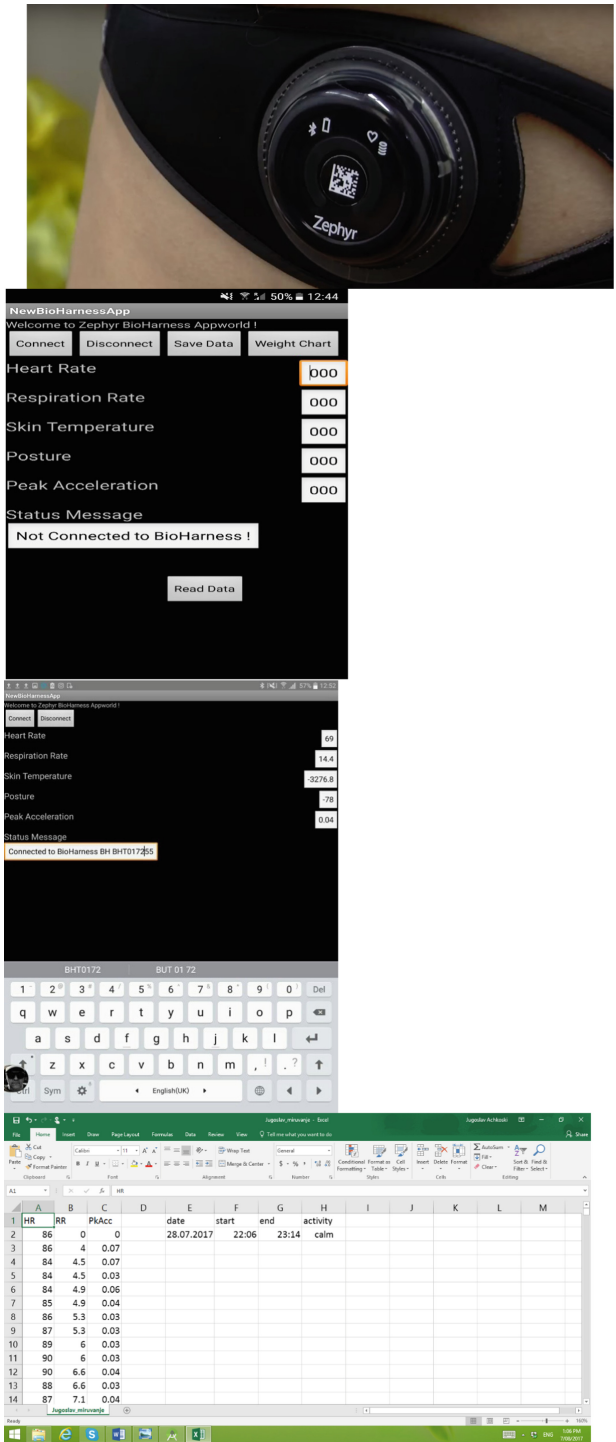 Zephyr
50% 12:44
NewBioHarnessApp
Welcome to Zephyr BioHarness Appworld !
Connect Disconnect Save Data Weight Chart
Heart Rate 000
Respiration Rate 000
Skin Temperature 000
Posture 000
Peak Acceleration 000
Status Message
Not Connected to BioHarness !
Read Data
57% 12:52
NewBioHarnessApp
Welcome to Zephyr BioHarness Appworld !
Connect Disconnect
Heart Rate 69
Respiration Rate 14.4
Skin Temperature -3276.8
Posture -78
Peak Acceleration 0.04
Status Message
Connected to BioHarness BH BHT017255
BHT0172 BUT 01 72
1 2 3 4 5 6 7 8 9 0 Del
q w e r t y u i o p
a s d f g h j k l
z x c v b n m , ! . ?
Ctrl Sym English(UK)
Jugoslav_miruvanje - Excel Jugoslav Achkoski
File Home Insert Draw Page Layout Formulas Data Review View Tell me what you want to do Share
Paste Cut Copy Format Painter Calibri 11 Wrap Text Merge & Center General Conditional Formatting Format as Table Cell Styles Insert Delete Format AutoSum Fill Clear Sort & Filter Find & Select
Clipboard Font Alignment Number Styles Cells Editing
A1 HR
A B C D E F G H I J K L M
1 HR RR PkAcc date start end activity
2 86 0 0 28.07.2017 22:06 23:14 calm
3 86 4 0.07
4 84 4.5 0.07
5 84 4.5 0.03
6 84 4.9 0.06
7 85 4.9 0.04
8 86 5.3 0.03
9 87 5.3 0.03
10 89 6 0.03
11 90 6 0.03
12 90 6.6 0.04
13 88 6.6 0.03
14 87 7.1 0.04
Jugoslav_miruvanje
Ready 100%
ENG 1:08 PM
7/08/2017